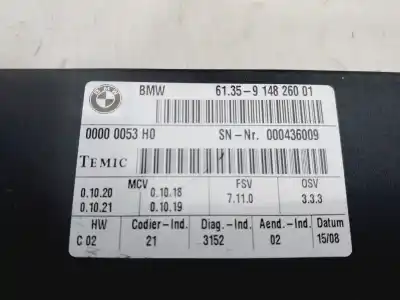 BMW
BMW 61.35-9 148 260 01
0000 0053 H0 SN-Nr. 000436009
TEMIC
MCV FSV OSV
0.10.20 0.10.18 7.11.0 3.3.3
0.10.21 0.10.19
HW Codier-Ind. Diag.-Ind. Aend.-Ind. Datum
C 02 21 3152 02 15/08